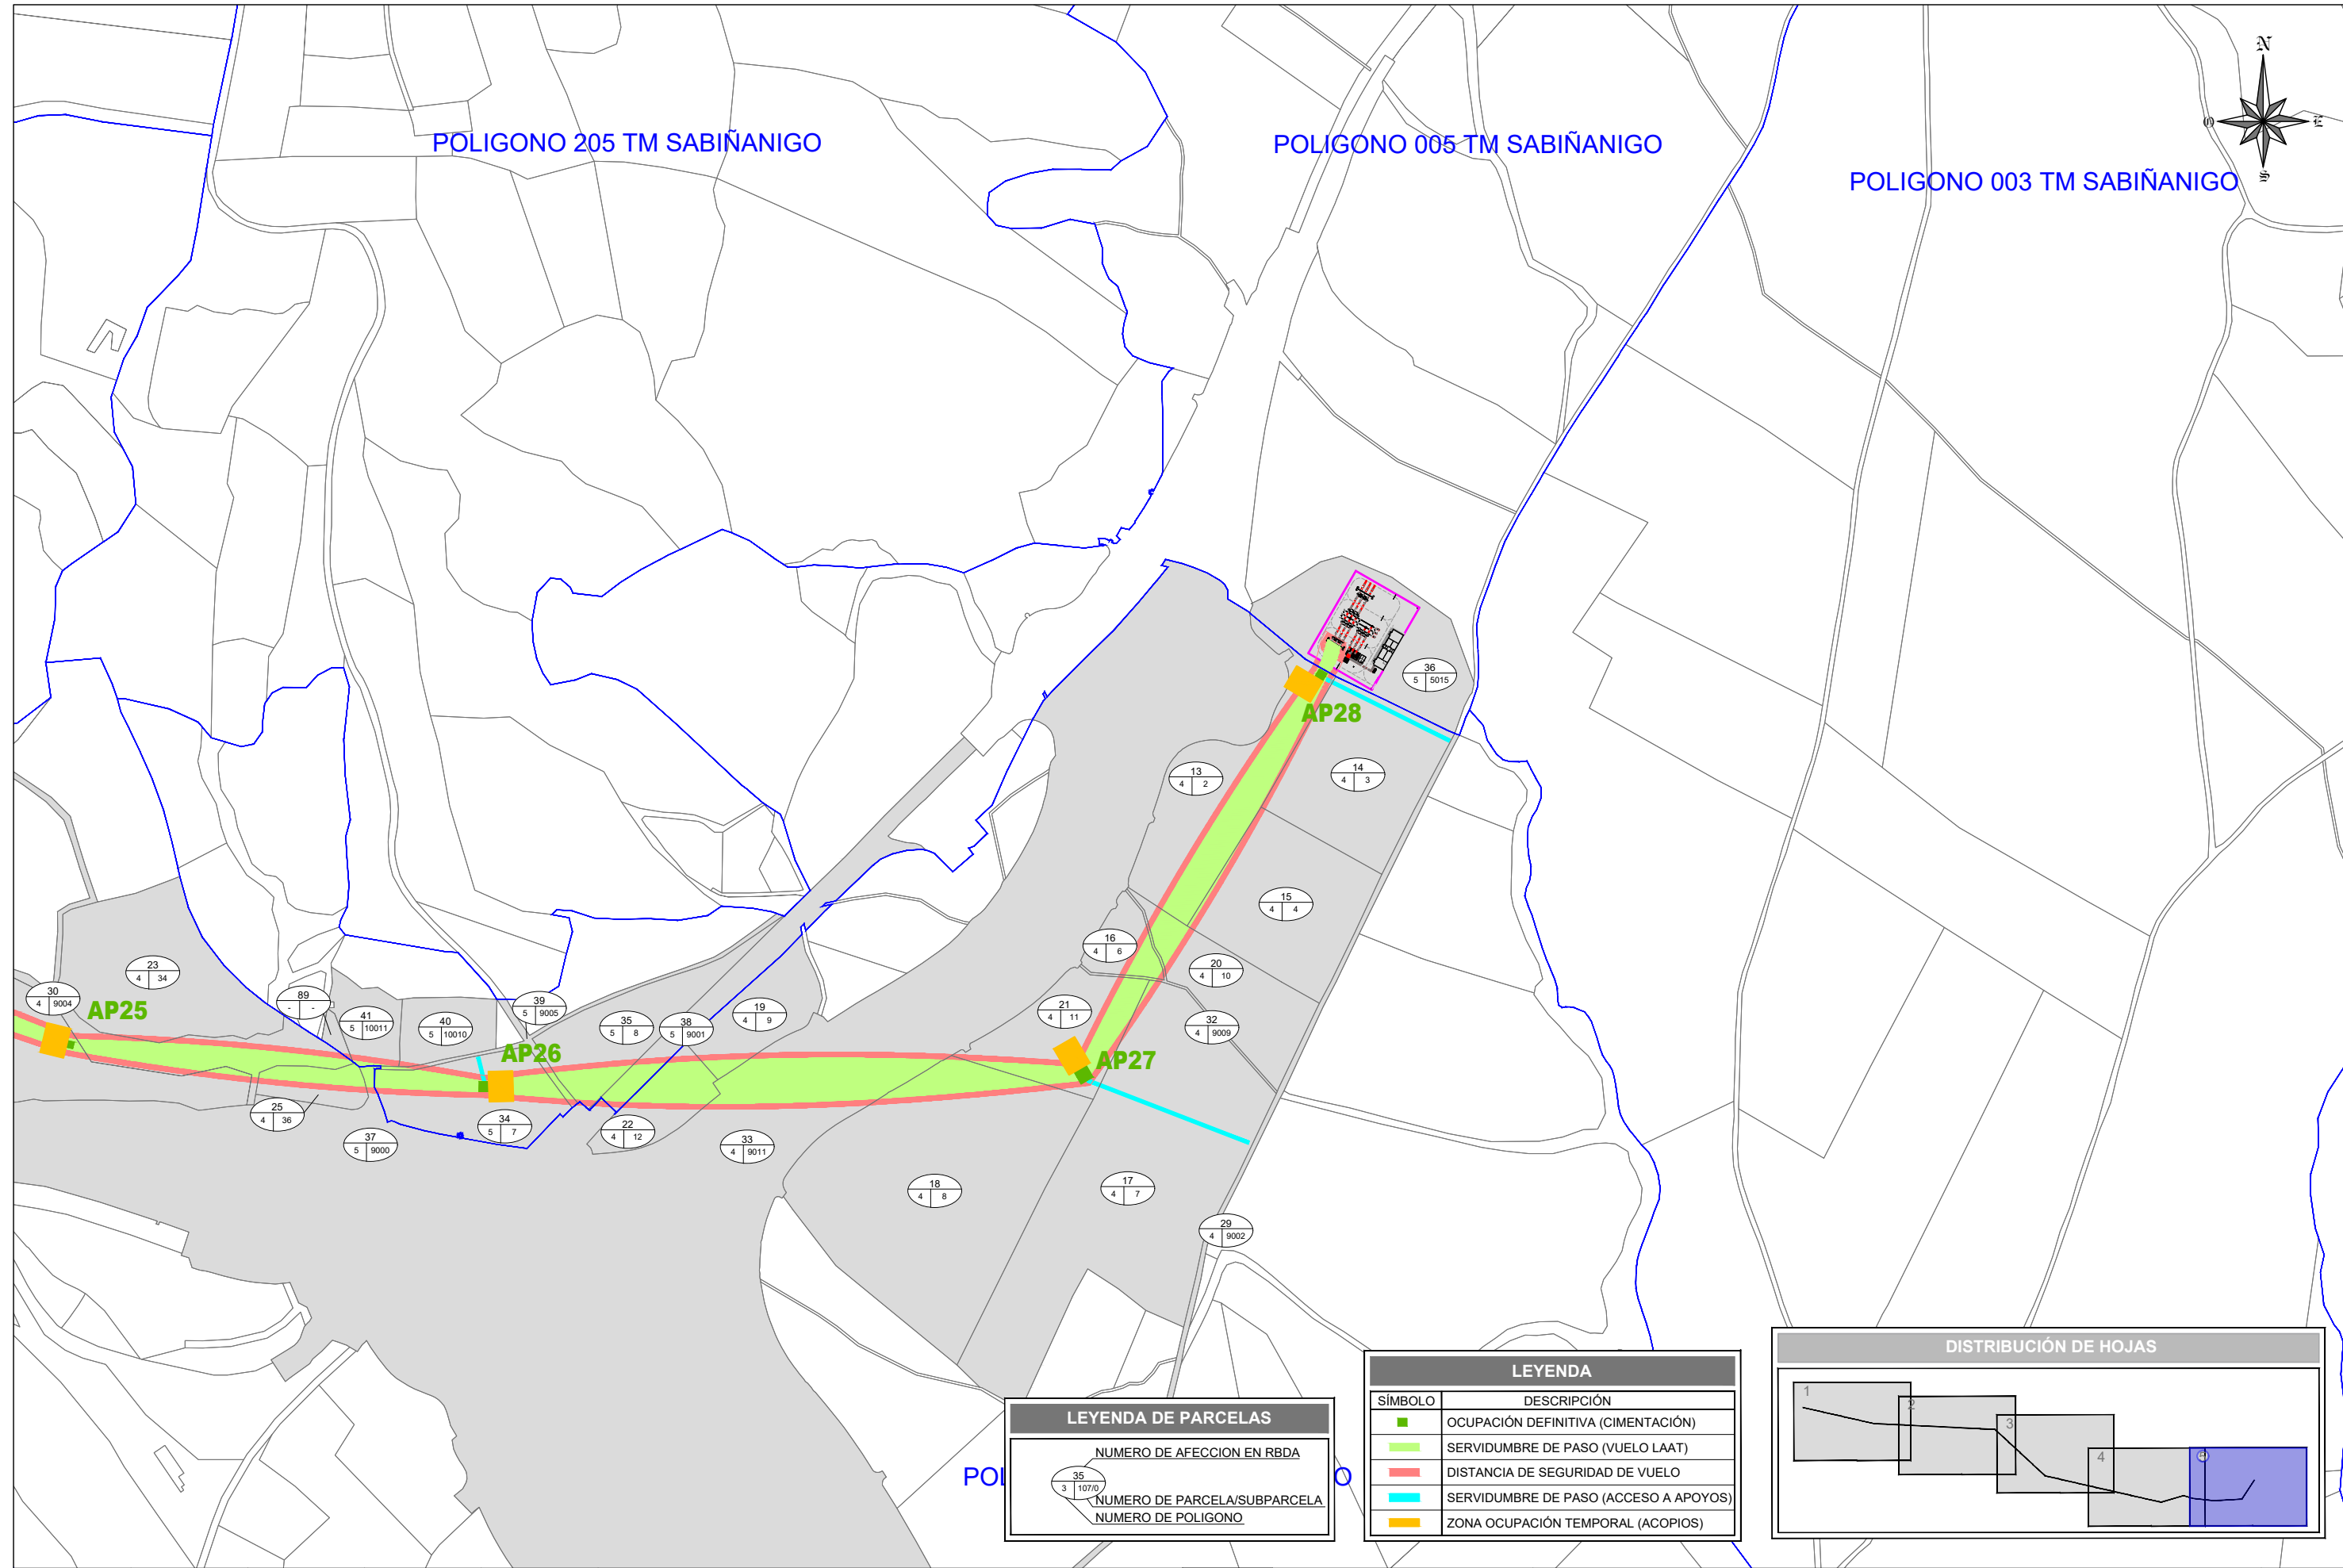 N
E
S
O
POLIGONO 205 TM SABIÑANIGO
POLIGONO 005 TM SABIÑANIGO
POLIGONO 003 TM SABIÑANIGO
36
5 5015
AP28
13
4 2
14
4 3
15
4 4
16
4 6
20
4 10
23
4 34
30
4 9004
AP25
89
- -
41
5 10011
40
5 10010
39
5 9005
35
5 8
38
5 9001
19
4 9
21
4 11
32
4 9009
AP26
AP27
25
4 36
34
5 7
22
4 12
37
5 9000
33
4 9011
18
4 8
17
4 7
29
4 9002
POL
O
LEYENDA DE PARCELAS
NUMERO DE AFECCION EN RBDA
35
3 107/0
NUMERO DE PARCELA/SUBPARCELA
NUMERO DE POLIGONO
LEYENDA
SÍMBOLO DESCRIPCIÓN
OCUPACIÓN DEFINITIVA (CIMENTACIÓN)
SERVIDUMBRE DE PASO (VUELO LAAT)
DISTANCIA DE SEGURIDAD DE VUELO
SERVIDUMBRE DE PASO (ACCESO A APOYOS)
ZONA OCUPACIÓN TEMPORAL (ACOPIOS)
DISTRIBUCIÓN DE HOJAS
1
2
3
4
5